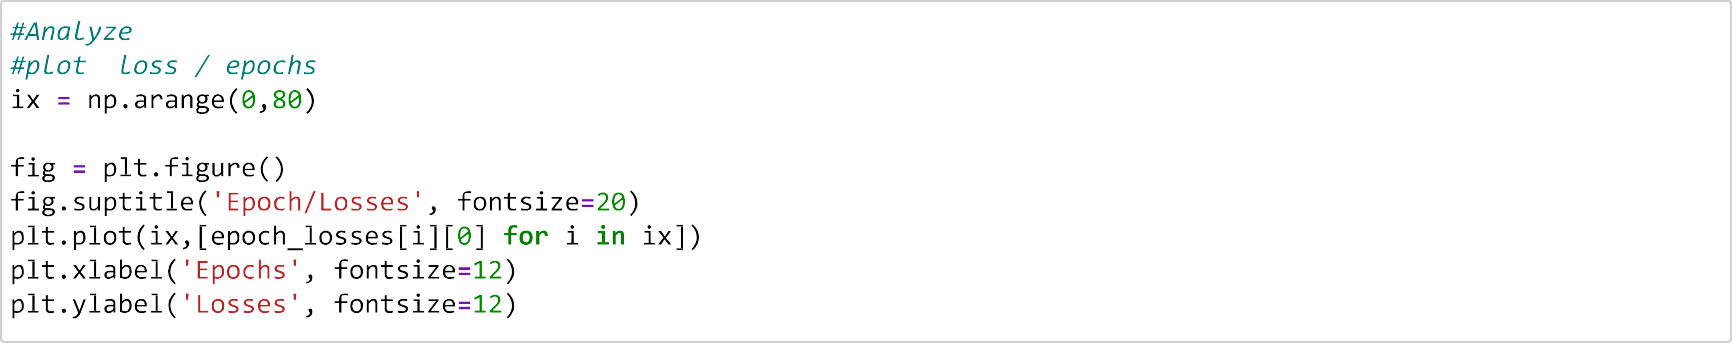 #Analyze
#plot  loss / epochs
ix = np.arange(0,80)
fig = plt.figure()
fig.suptitle('Epoch/Losses', fontsize=20)
plt.plot(ix,[epoch_losses[i][0] for i in ix])
plt.xlabel('Epochs', fontsize=12)
plt.ylabel('Losses', fontsize=12)